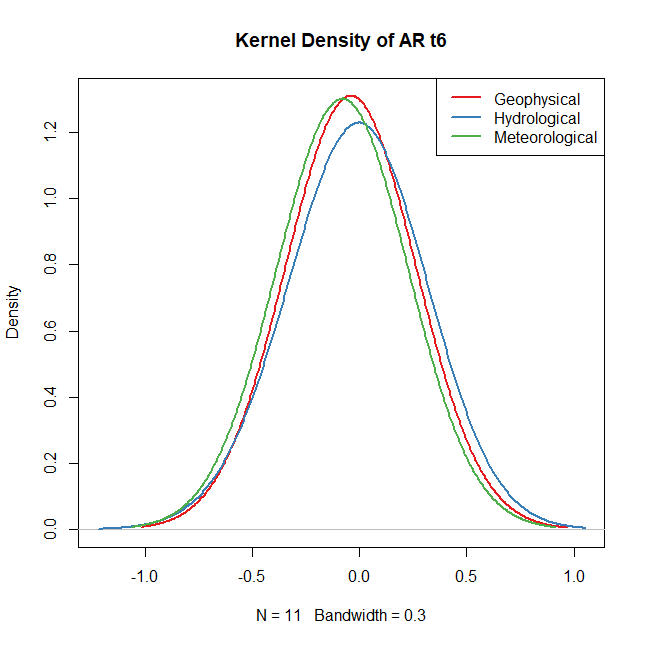 Kernel Density of AR t6
Geophysical
Hydrological
Meteorological
Density
0.0
0.2
0.4
0.6
0.8
1.0
1.2
-1.0 -0.5 0.0 0.5 1.0
N = 11 Bandwidth = 0.3